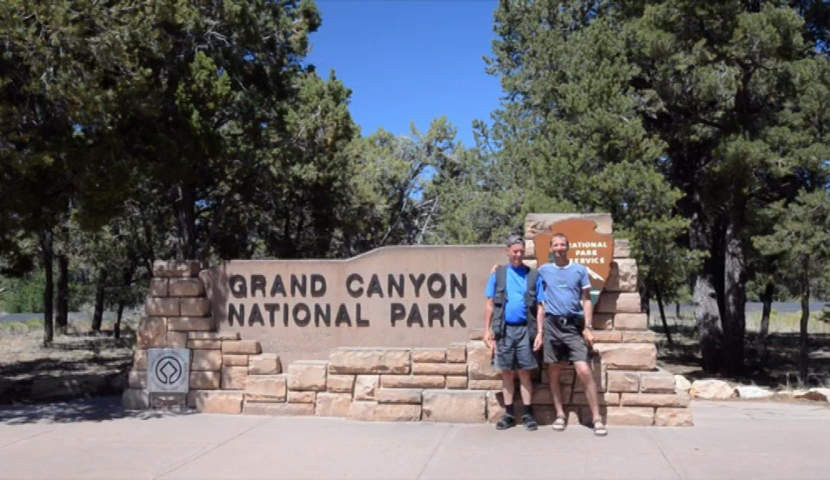 GRAND CANYON
NATIONAL PARK
NATIONAL
PARK
SERVICE